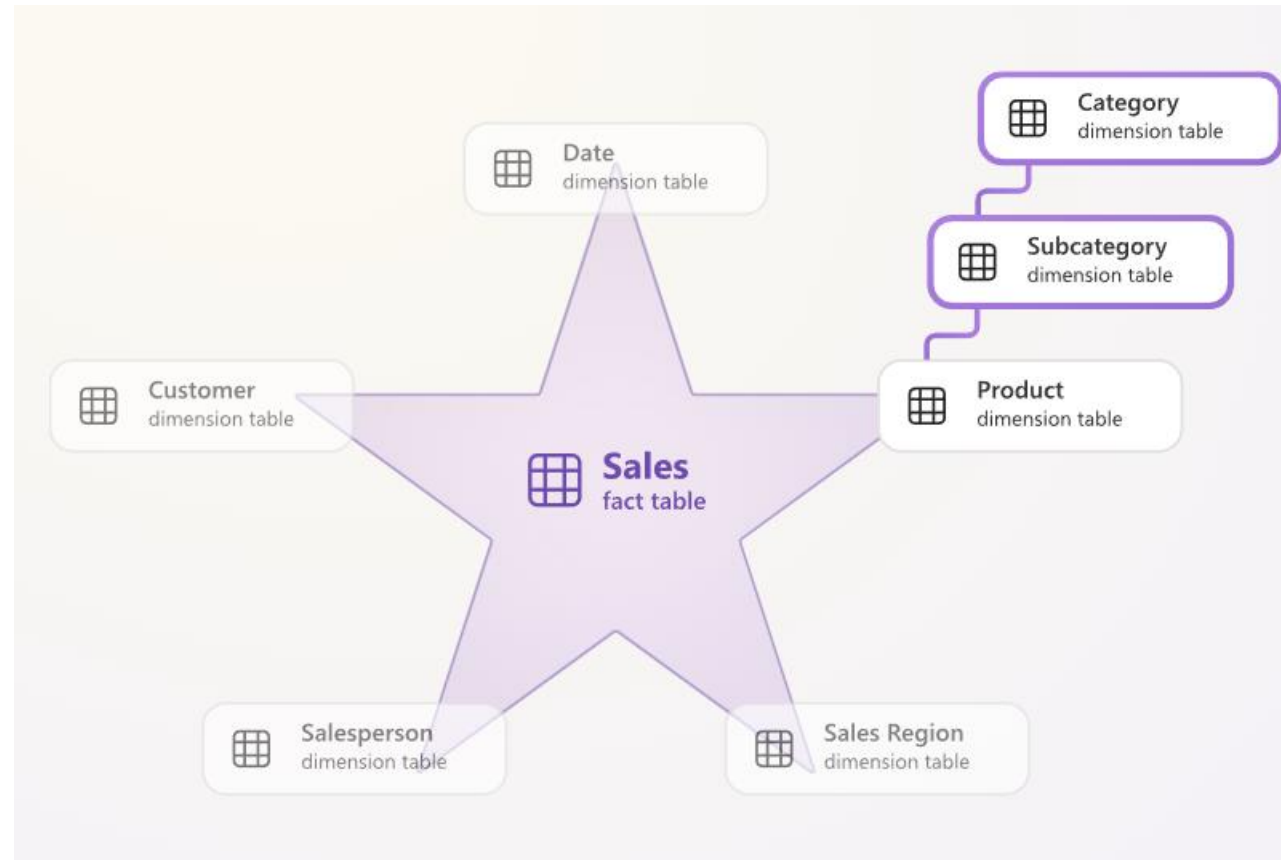 Category
dimension table
Date
dimension table
Subcategory
dimension table
Customer
dimension table
Product
dimension table
Sales
fact table
Salesperson
dimension table
Sales Region
dimension table